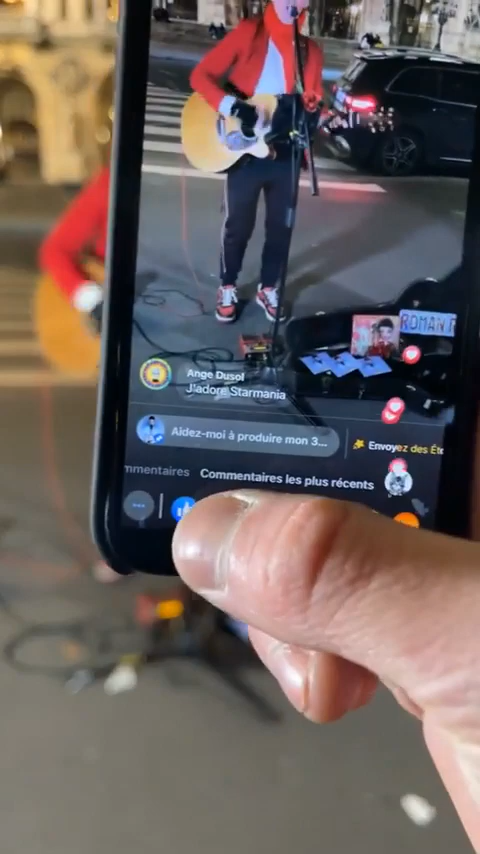 ROMAN
Ange Dusol
J'adore Starmania
Aidez-moi à produire mon 3...
Envoyez des Éto
mmentaires
Commentaires les plus récents